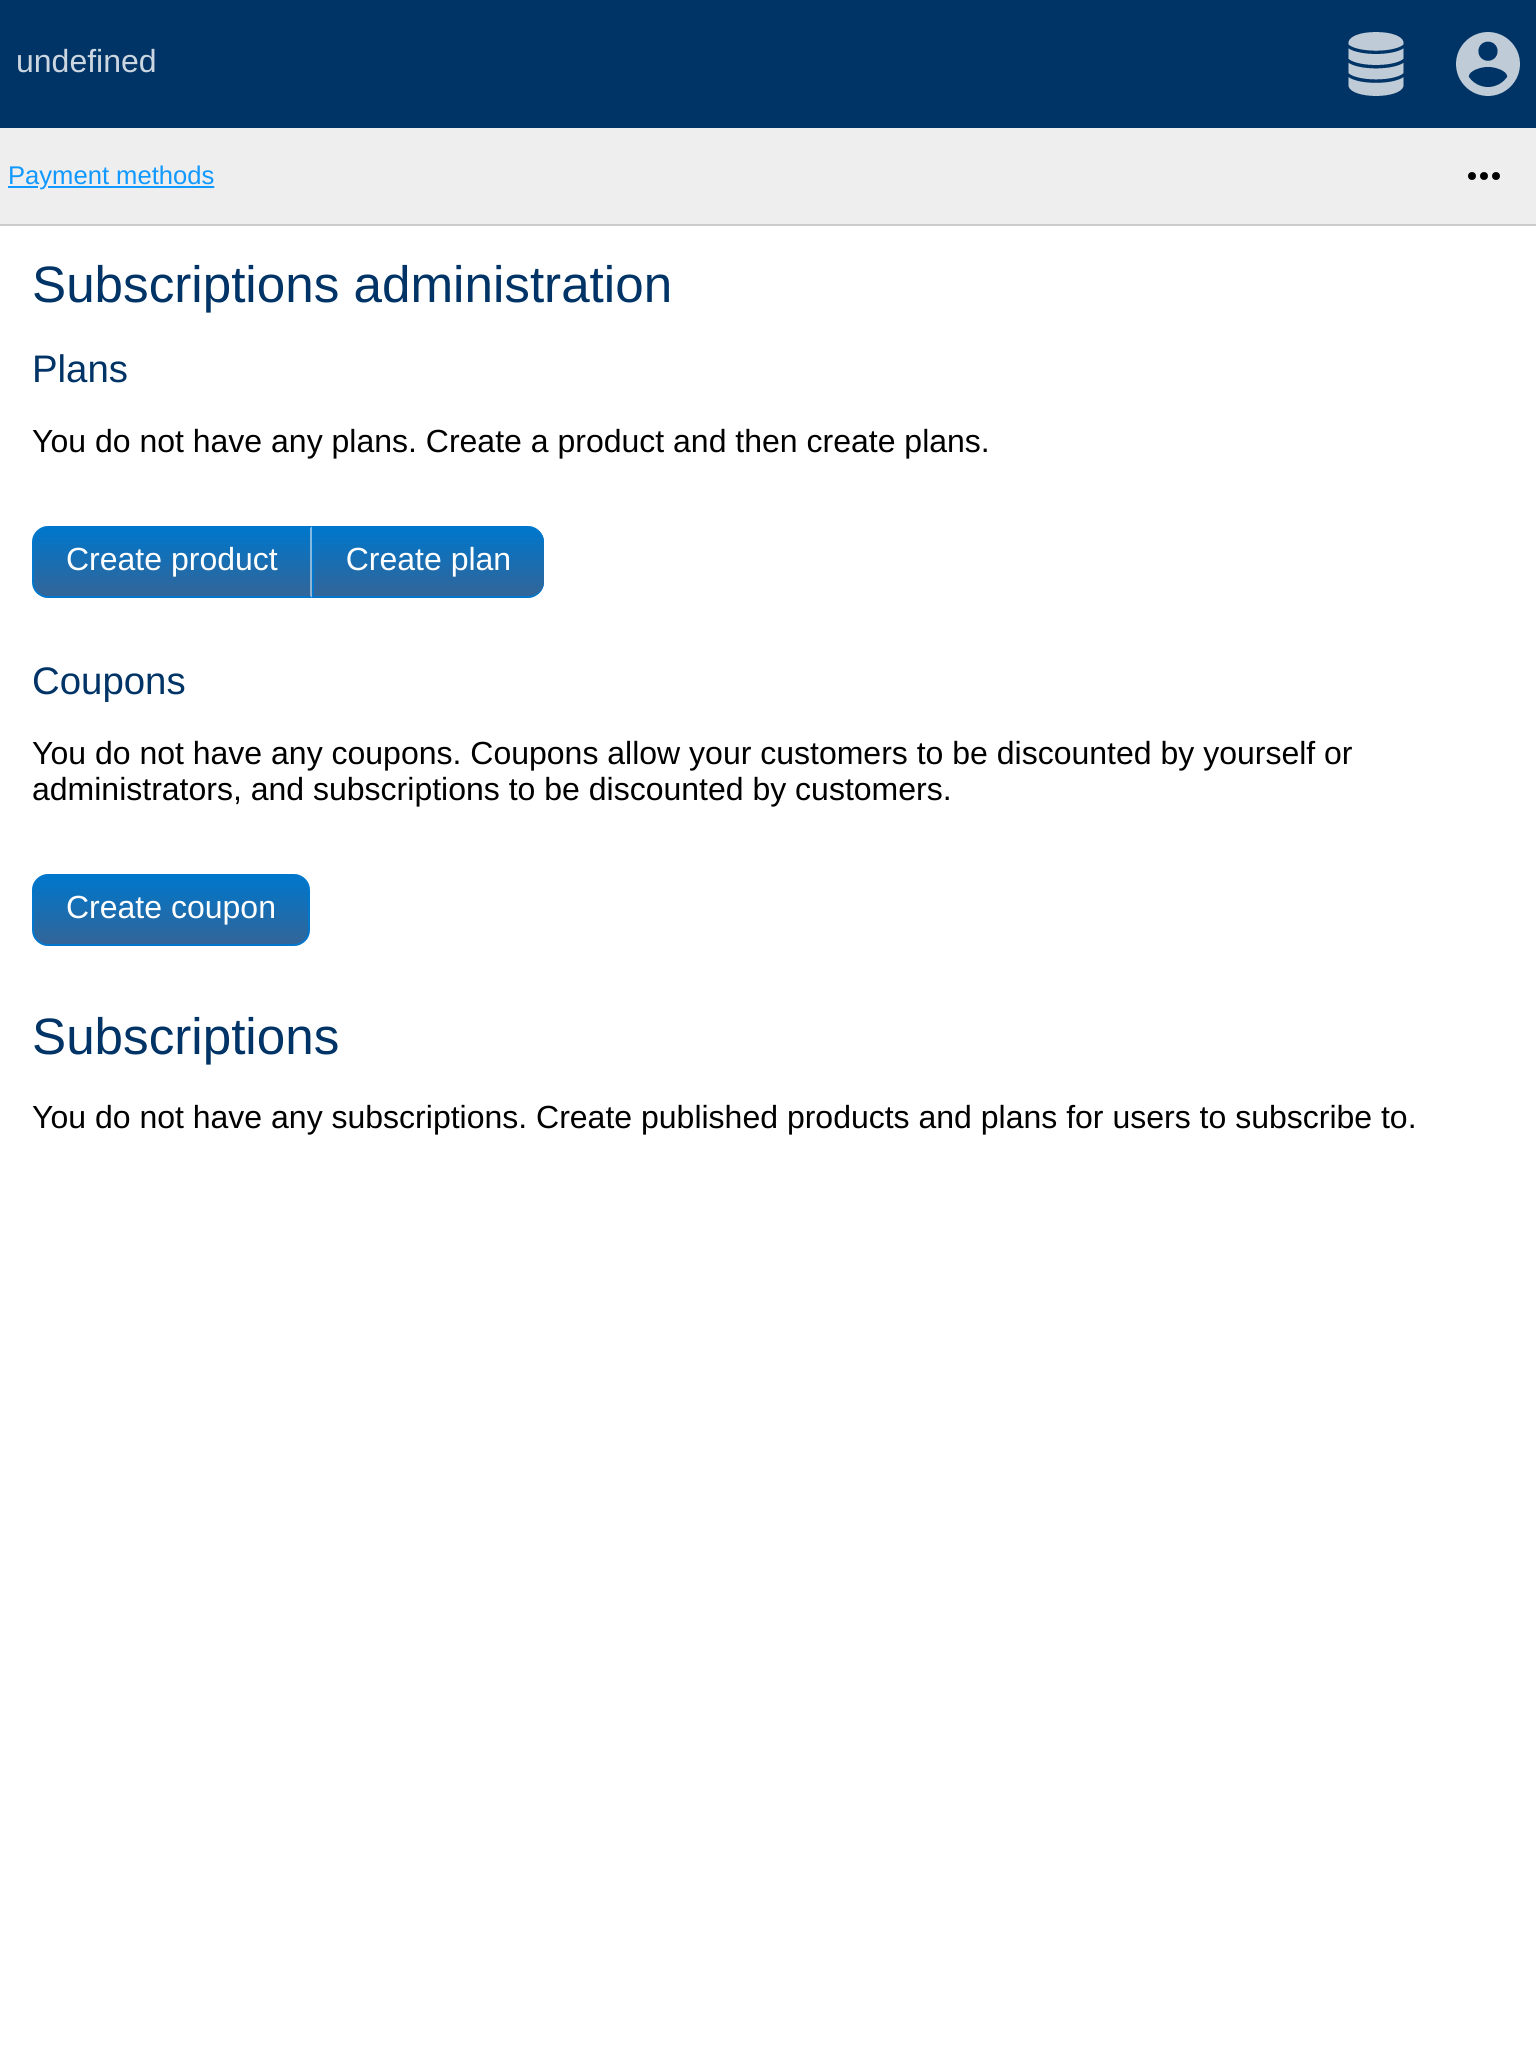 undefined
Payment methods
Subscriptions administration
Plans
You do not have any plans. Create a product and then create plans.
Create product
Create plan
Coupons
You do not have any coupons. Coupons allow your customers to be discounted by yourself or
administrators, and subscriptions to be discounted by customers.
Create coupon
Subscriptions
You do not have any subscriptions. Create published products and plans for users to subscribe to.